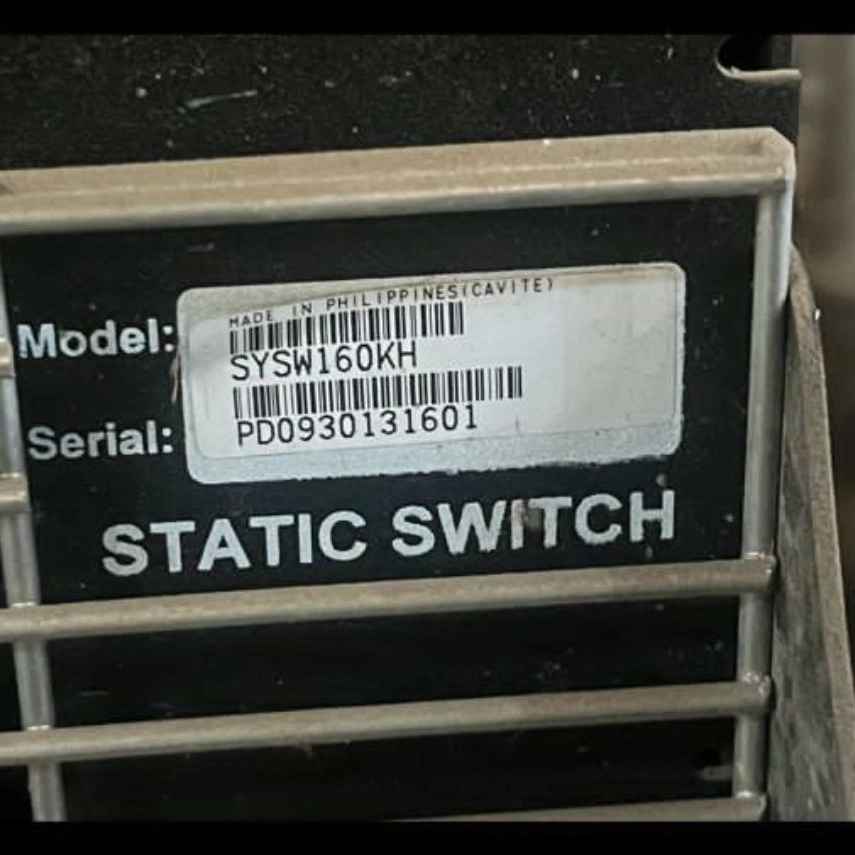 MADE IN PHILIPPINES(CAVITE)
Model:
SYSW160KH
Serial:
PD0930131601
STATIC SWITCH